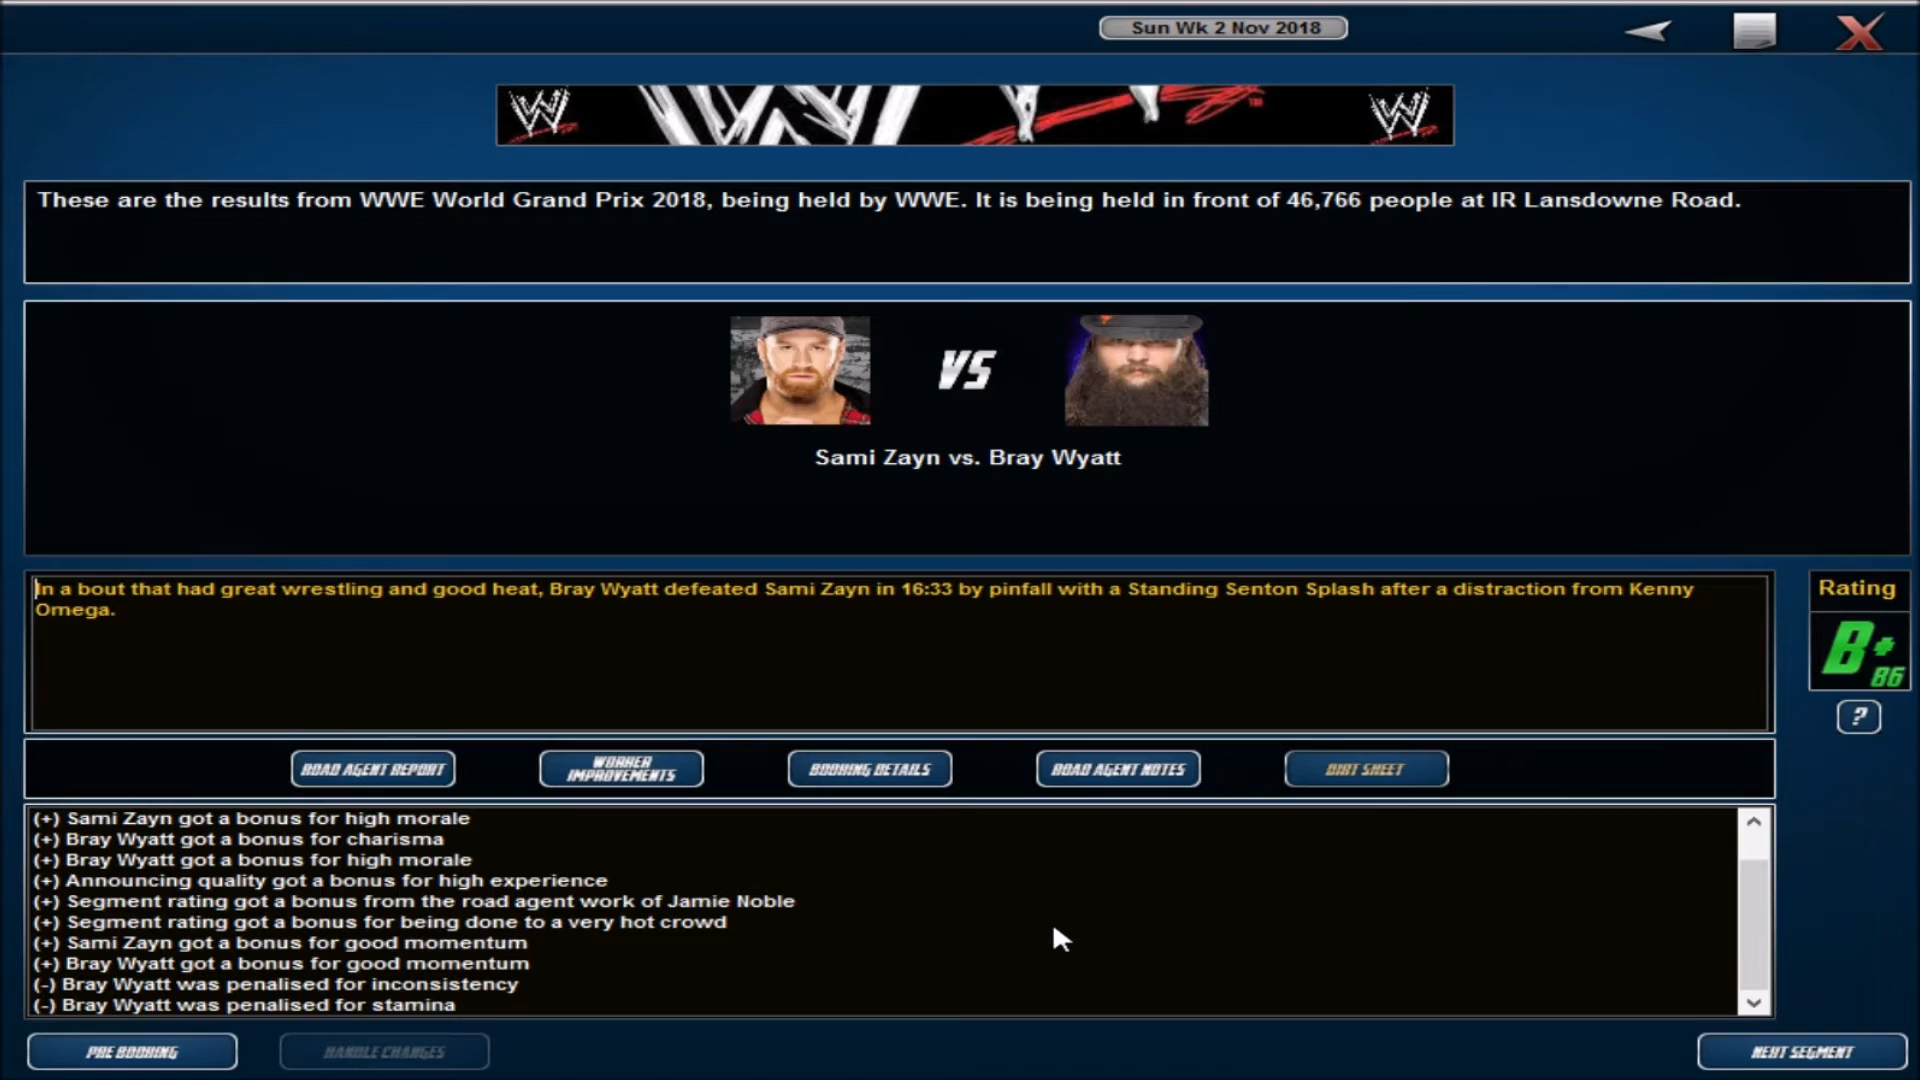 Sun Wk 2 Nov 2018
These are the results from WWE World Grand Prix 2018, being held by WWE. It is being held in front of 46,766 people at IR Lansdowne Road.
VS
Sami Zayn vs. Bray Wyatt
In a bout that had great wrestling and good heat, Bray Wyatt defeated Sami Zayn in 16:33 by pinfall with a Standing Senton Splash after a distraction from Kenny
Omega.
Rating
B+
86
?
ROAD AGENT REPORT
WORKER
IMPROVEMENTS
BOOKING DETAILS
ROAD AGENT NOTES
DIRT SHEET
(+) Sami Zayn got a bonus for high morale
(+) Bray Wyatt got a bonus for charisma
(+) Bray Wyatt got a bonus for high morale
(+) Announcing quality got a bonus for high experience
(+) Segment rating got a bonus from the road agent work of Jamie Noble
(+) Segment rating got a bonus for being done to a very hot crowd
(+) Sami Zayn got a bonus for good momentum
(+) Bray Wyatt got a bonus for good momentum
(-) Bray Wyatt was penalised for inconsistency
(-) Bray Wyatt was penalised for stamina
PRE BOOKING
HANDLE CHANGES
NEXT SEGMENT